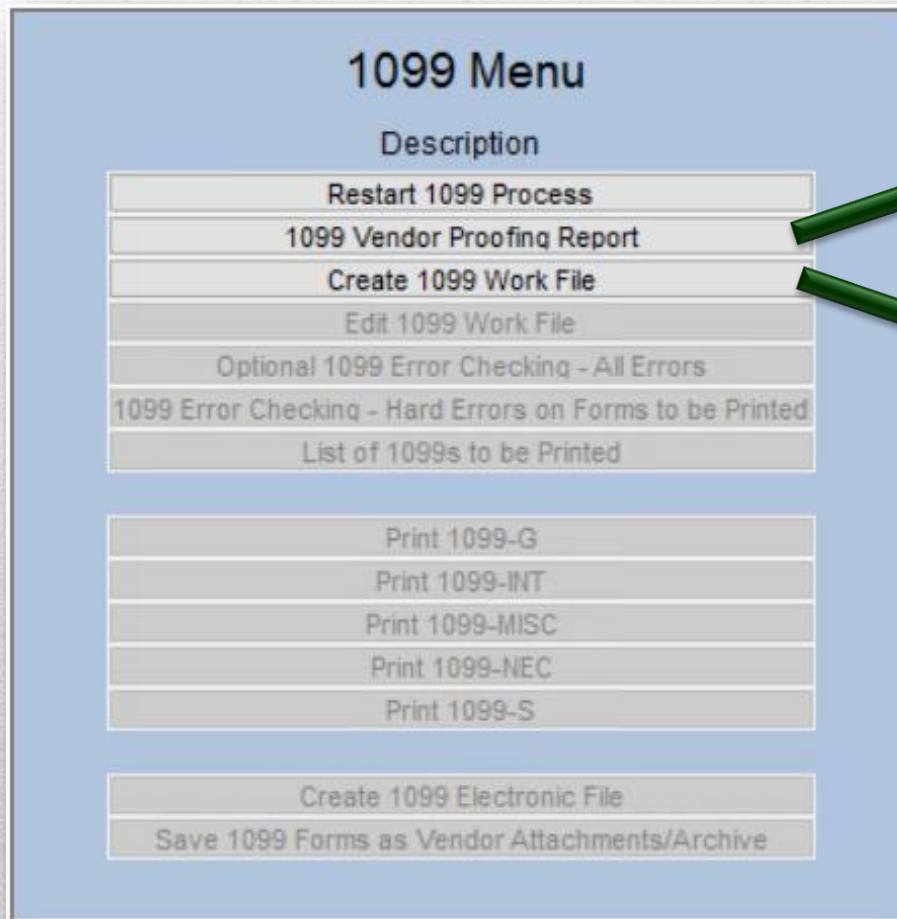 1099 Menu
Description
Restart 1099 Process
1099 Vendor Proofing Report
Create 1099 Work File
Edit 1099 Work File
Optional 1099 Error Checking - All Errors
1099 Error Checking - Hard Errors on Forms to be Printed
List of 1099s to be Printed
Print 1099-G
Print 1099-INT
Print 1099-MISC
Print 1099-NEC
Print 1099-S
Create 1099 Electronic File
Save 1099 Forms as Vendor Attachments/Archive